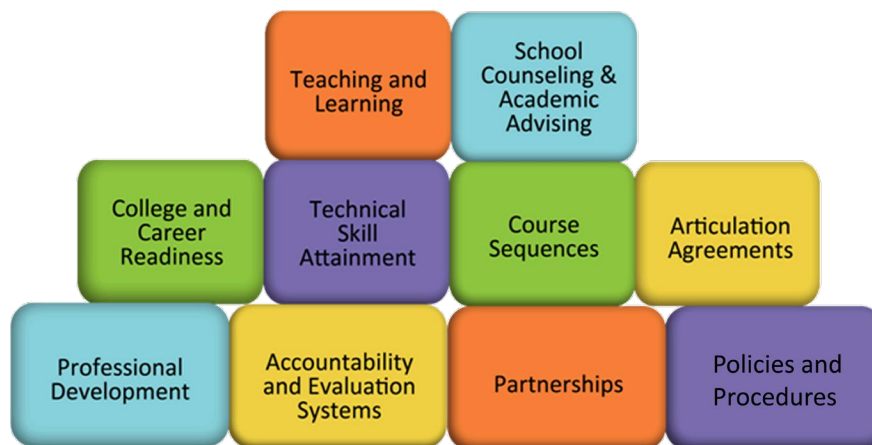 Teaching and
Learning
School
Counseling &
Academic
Advising
College and
Career
Readiness
Technical
Skill
Attainment
Course
Sequences
Articulation
Agreements
Professional
Development
Accountability
and Evaluation
Systems
Partnerships
Policies and
Procedures